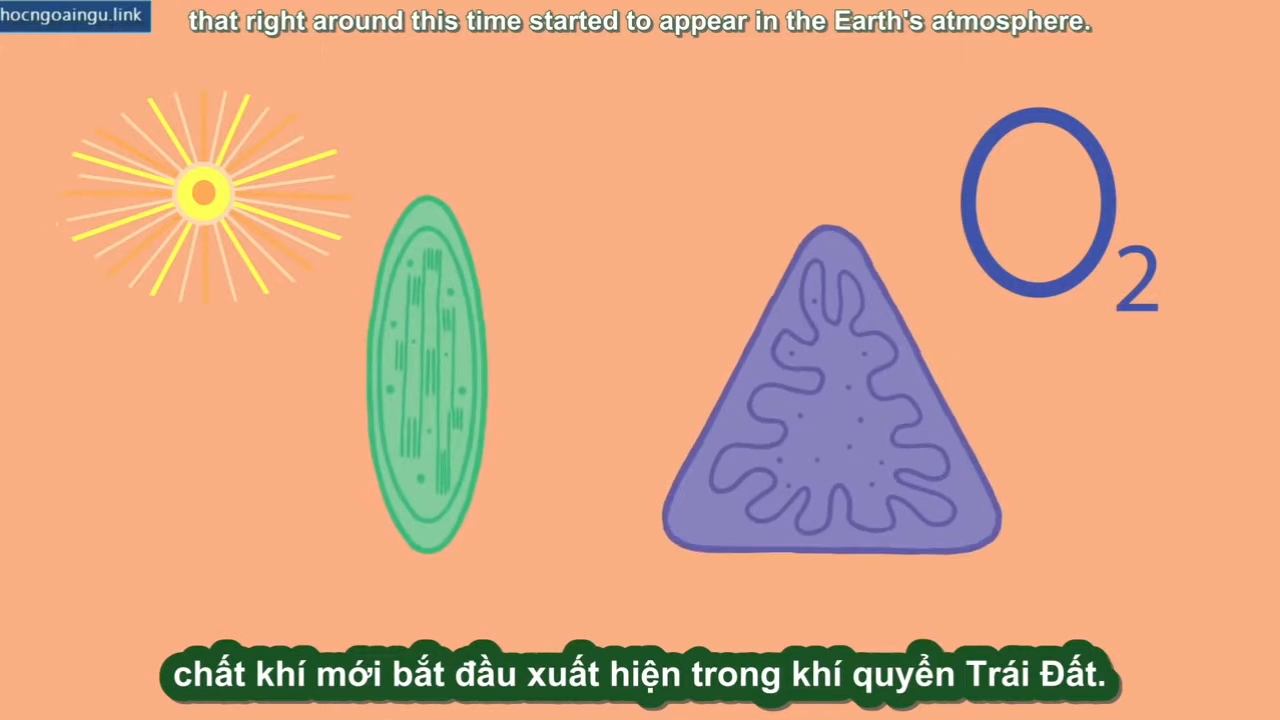 hocngoaingu.link
that right around this time started to appear in the Earth's atmosphere.
O2
chất khí mới bắt đầu xuất hiện trong khí quyển Trái Đất.